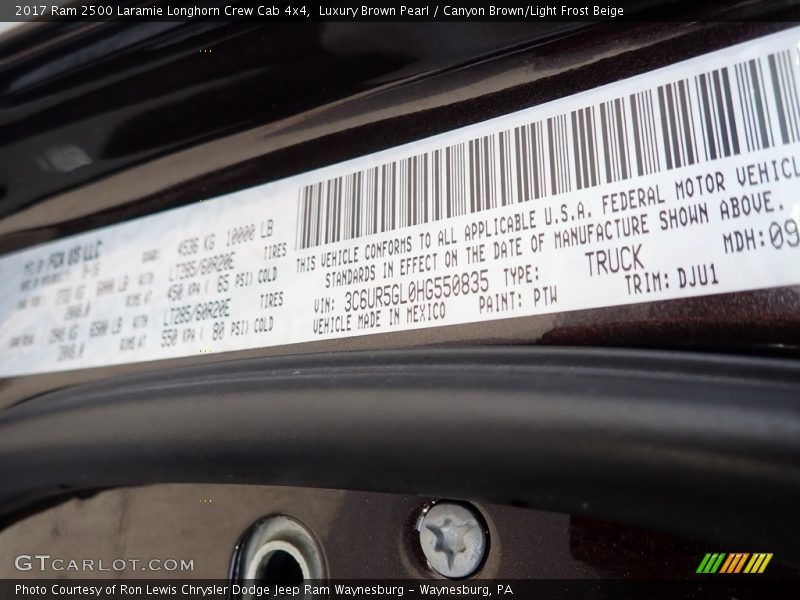 2017 Ram 2500 Laramie Longhorn Crew Cab 4x4, Luxury Brown Pearl / Canyon Brown/Light Frost Beige
FCA US LLC
4536 KG 10000 LB
TIRES
LT285/60R20E
450 KPA ( 65 PSI) COLD
TIRES
LT285/60R20E
550 KPA ( 80 PSI) COLD
THIS VEHICLE CONFORMS TO ALL APPLICABLE U.S.A. FEDERAL MOTOR VEHICL
STANDARDS IN EFFECT ON THE DATE OF MANUFACTURE SHOWN ABOVE.
MDH: 09
VIN: 3C6UR5GL0HG550835 TYPE: TRUCK
VEHICLE MADE IN MEXICO PAINT: PTW TRIM: DJU1
GTCARLOT.COM
Photo Courtesy of Ron Lewis Chrysler Dodge Jeep Ram Waynesburg - Waynesburg, PA